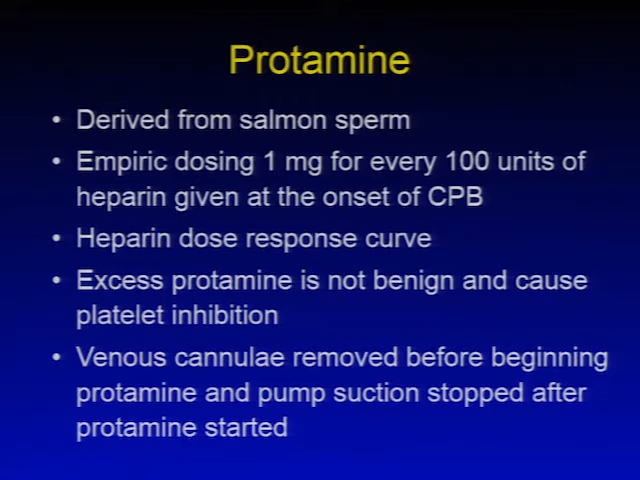 Protamine
• Derived from salmon sperm
• Empiric dosing 1 mg for every 100 units of
heparin given at the onset of CPB
• Heparin dose response curve
• Excess protamine is not benign and cause
platelet inhibition
• Venous cannulae removed before beginning
protamine and pump suction stopped after
protamine started